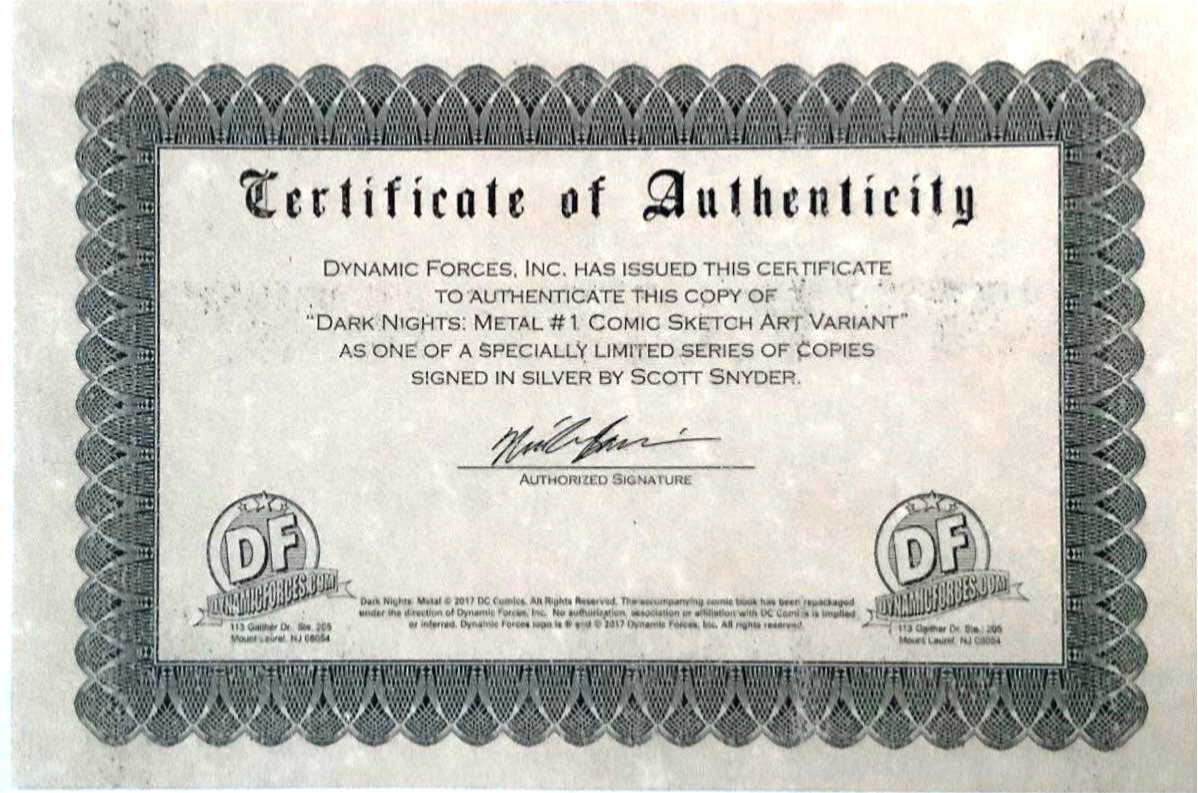 Certificate of Authenticity
DYNAMIC FORCES, INC. HAS ISSUED THIS CERTIFICATE
TO AUTHENTICATE THIS COPY OF
"DARK NIGHTS: METAL #1 COMIC SKETCH ART VARIANT"
AS ONE OF A SPECIALLY LIMITED SERIES OF COPIES
SIGNED IN SILVER BY SCOTT SNYDER.
AUTHORIZED SIGNATURE
DF
DYNAMICFORCES.COM
113 Gaither Dr. Ste. 205
Mount Laurel, NJ 08054
Dark Nights: Metal © 2017 DC Comics. All Rights Reserved. The accompanying comic book has been repackaged
under the direction of Dynamic Forces, Inc. No authorization, association or affiliation with DC Comics is implied
or inferred. Dynamic Forces logo is ® and © 2017 Dynamic Forces, Inc. All rights reserved.
DF
DYNAMICFORCES.COM
113 Gaither Dr. Ste. 205
Mount Laurel, NJ 08054